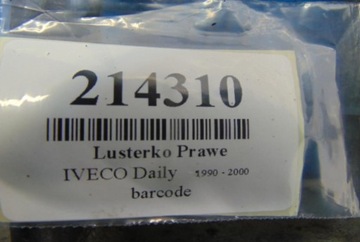 214310
Lusterko Prawe
IVECO Daily 1990 - 2000
barcode